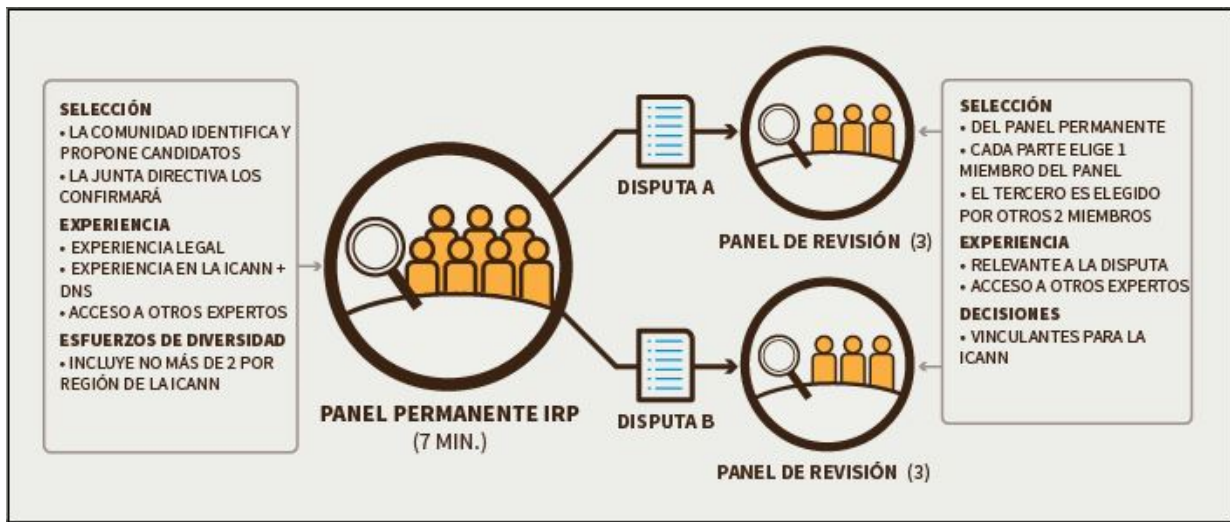 SELECCIÓN
• LA COMUNIDAD IDENTIFICA Y
PROPONE CANDIDATOS
• LA JUNTA DIRECTIVA LOS
CONFIRMARÁ
EXPERIENCIA
• EXPERIENCIA LEGAL
• EXPERIENCIA EN LA ICANN +
DNS
• ACCESO A OTROS EXPERTOS
ESFUERZOS DE DIVERSIDAD
• INCLUYE NO MÁS DE 2 POR
REGIÓN DE LA ICANN
PANEL PERMANENTE IRP
(7 MIN.)
DISPUTA A
PANEL DE REVISIÓN (3)
DISPUTA B
PANEL DE REVISIÓN (3)
SELECCIÓN
• DEL PANEL PERMANENTE
• CADA PARTE ELIGE 1
MIEMBRO DEL PANEL
• EL TERCERO ES ELEGIDO
POR OTROS 2 MIEMBROS
EXPERIENCIA
• RELEVANTE A LA DISPUTA
• ACCESO A OTROS EXPERTOS
DECISIONES
• VINCULANTES PARA LA
ICANN